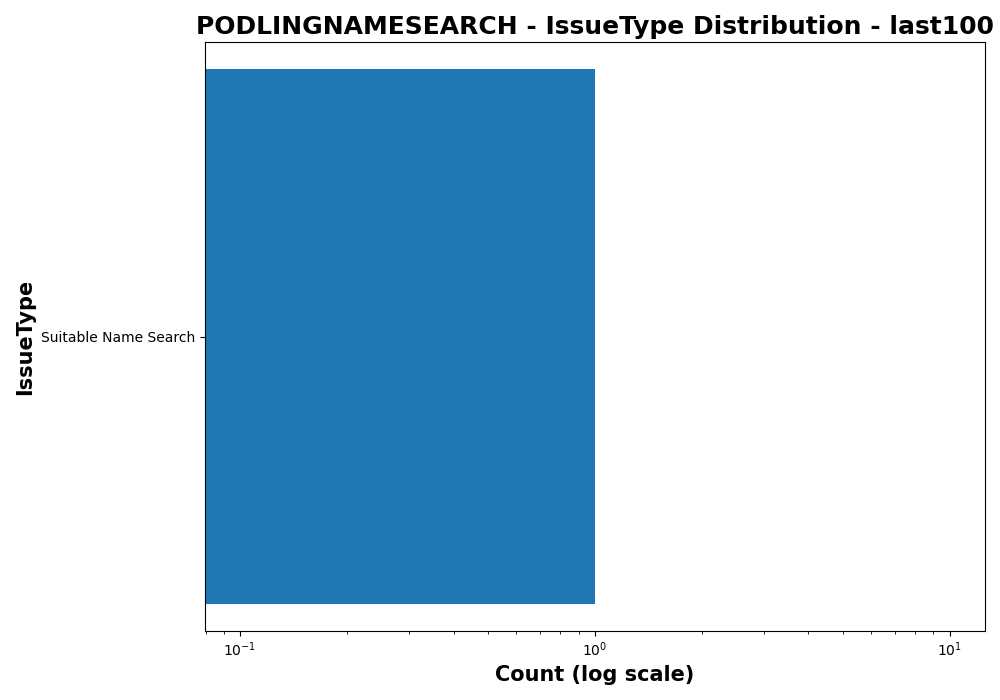 PODLINGNAMESEARCH - IssueType Distribution - last100
IssueType
Suitable Name Search
10⁻¹
10⁰
10¹
Count (log scale)